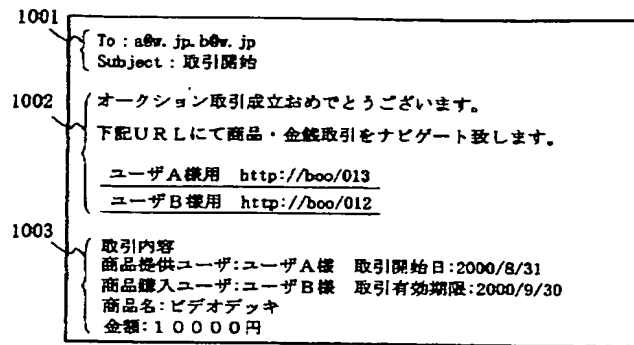 1001
To：a@w.jp.b@w.jp
Subject：取引開始
1002
オークション取引成立おめでとうございます。
下記URLにて商品・金銭取引をナビゲート致します。
ユーザA様用 http://boo/013
ユーザB様用 http://boo/012
1003
取引内容
商品提供ユーザ:ユーザA様 取引開始日:2000/8/31
商品購入ユーザ:ユーザB様 取引有効期限:2000/9/30
商品名:ビデオデッキ
金額:10000円